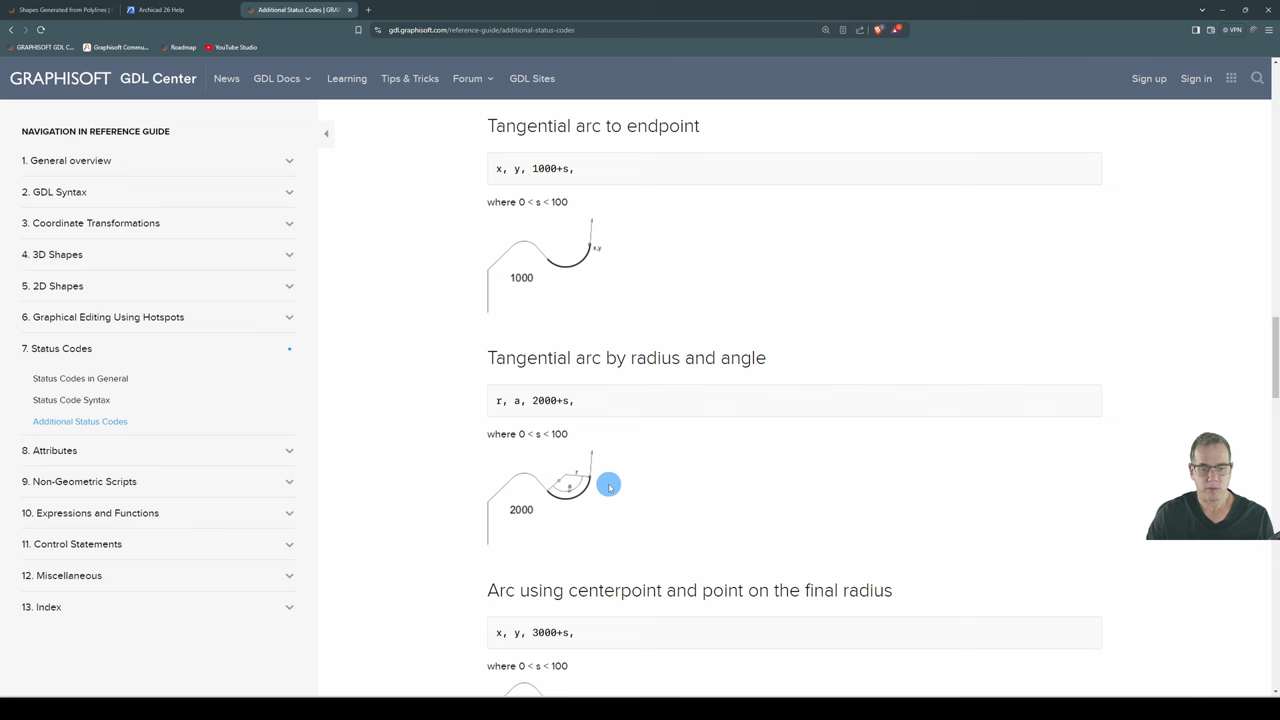 Shapes Generated from Polylines |
Archicad 26 Help
Additional Status Codes | GRAP
gdl.graphisoft.com/reference-guide/additional-status-codes
VPN
GRAPHISOFT GDL C...
Graphisoft Commu...
Roadmap
YouTube Studio
GRAPHISOFT GDL Center
News
GDL Docs
Learning
Tips & Tricks
Forum
GDL Sites
Sign up
Sign in
NAVIGATION IN REFERENCE GUIDE
1. General overview
2. GDL Syntax
3. Coordinate Transformations
4. 3D Shapes
5. 2D Shapes
6. Graphical Editing Using Hotspots
7. Status Codes
Status Codes in General
Status Code Syntax
Additional Status Codes
8. Attributes
9. Non-Geometric Scripts
10. Expressions and Functions
11. Control Statements
12. Miscellaneous
13. Index
Tangential arc to endpoint
x, y, 1000+s,
where 0 < s < 100
x,y
1000
Tangential arc by radius and angle
r, a, 2000+s,
where 0 < s < 100
r
a
2000
Arc using centerpoint and point on the final radius
x, y, 3000+s,
where 0 < s < 100